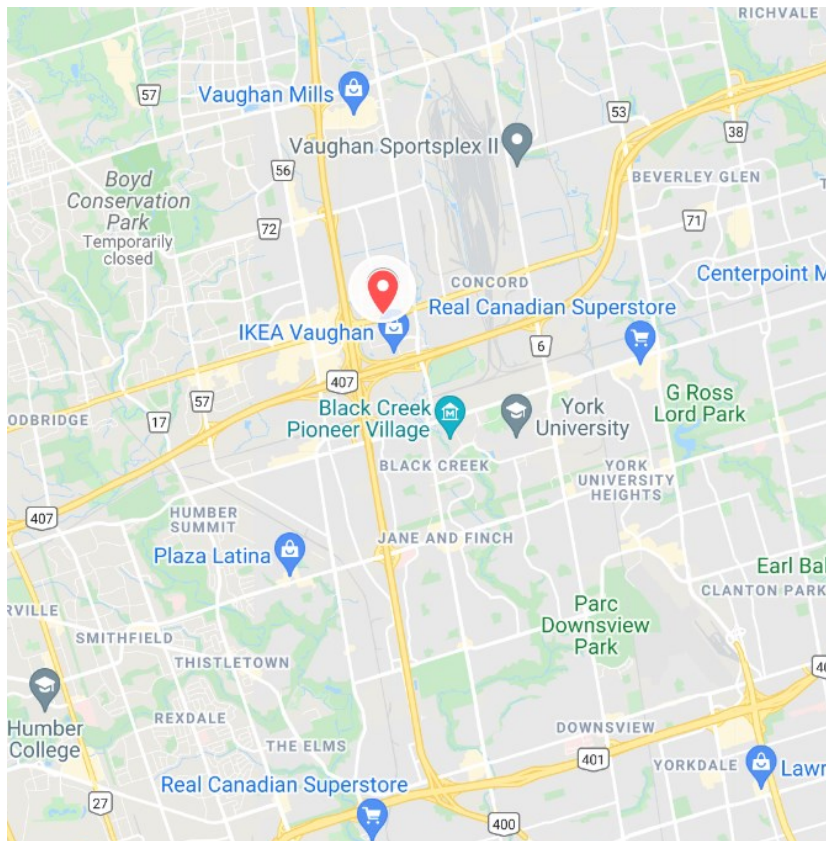 RICHVALE
57
Vaughan Mills
53
38
Vaughan Sportsplex II
56
BEVERLEY GLEN
Boyd
Conservation
Park
Temporarily
closed
72
71
CONCORD
Centerpoint M
Real Canadian Superstore
IKEA Vaughan
6
407
57
17
ODBRIDGE
Black Creek
Pioneer Village
York
University
G Ross
Lord Park
BLACK CREEK
YORK
UNIVERSITY
HEIGHTS
407
HUMBER
SUMMIT
JANE AND FINCH
Plaza Latina
Earl Bal
CLANTON PARK
RVILLE
SMITHFIELD
Parc
Downsview
Park
THISTLETOWN
Humber
College
REXDALE
DOWNSVIEW
THE ELMS
401
YORKDALE
Lawr
Real Canadian Superstore
27
400